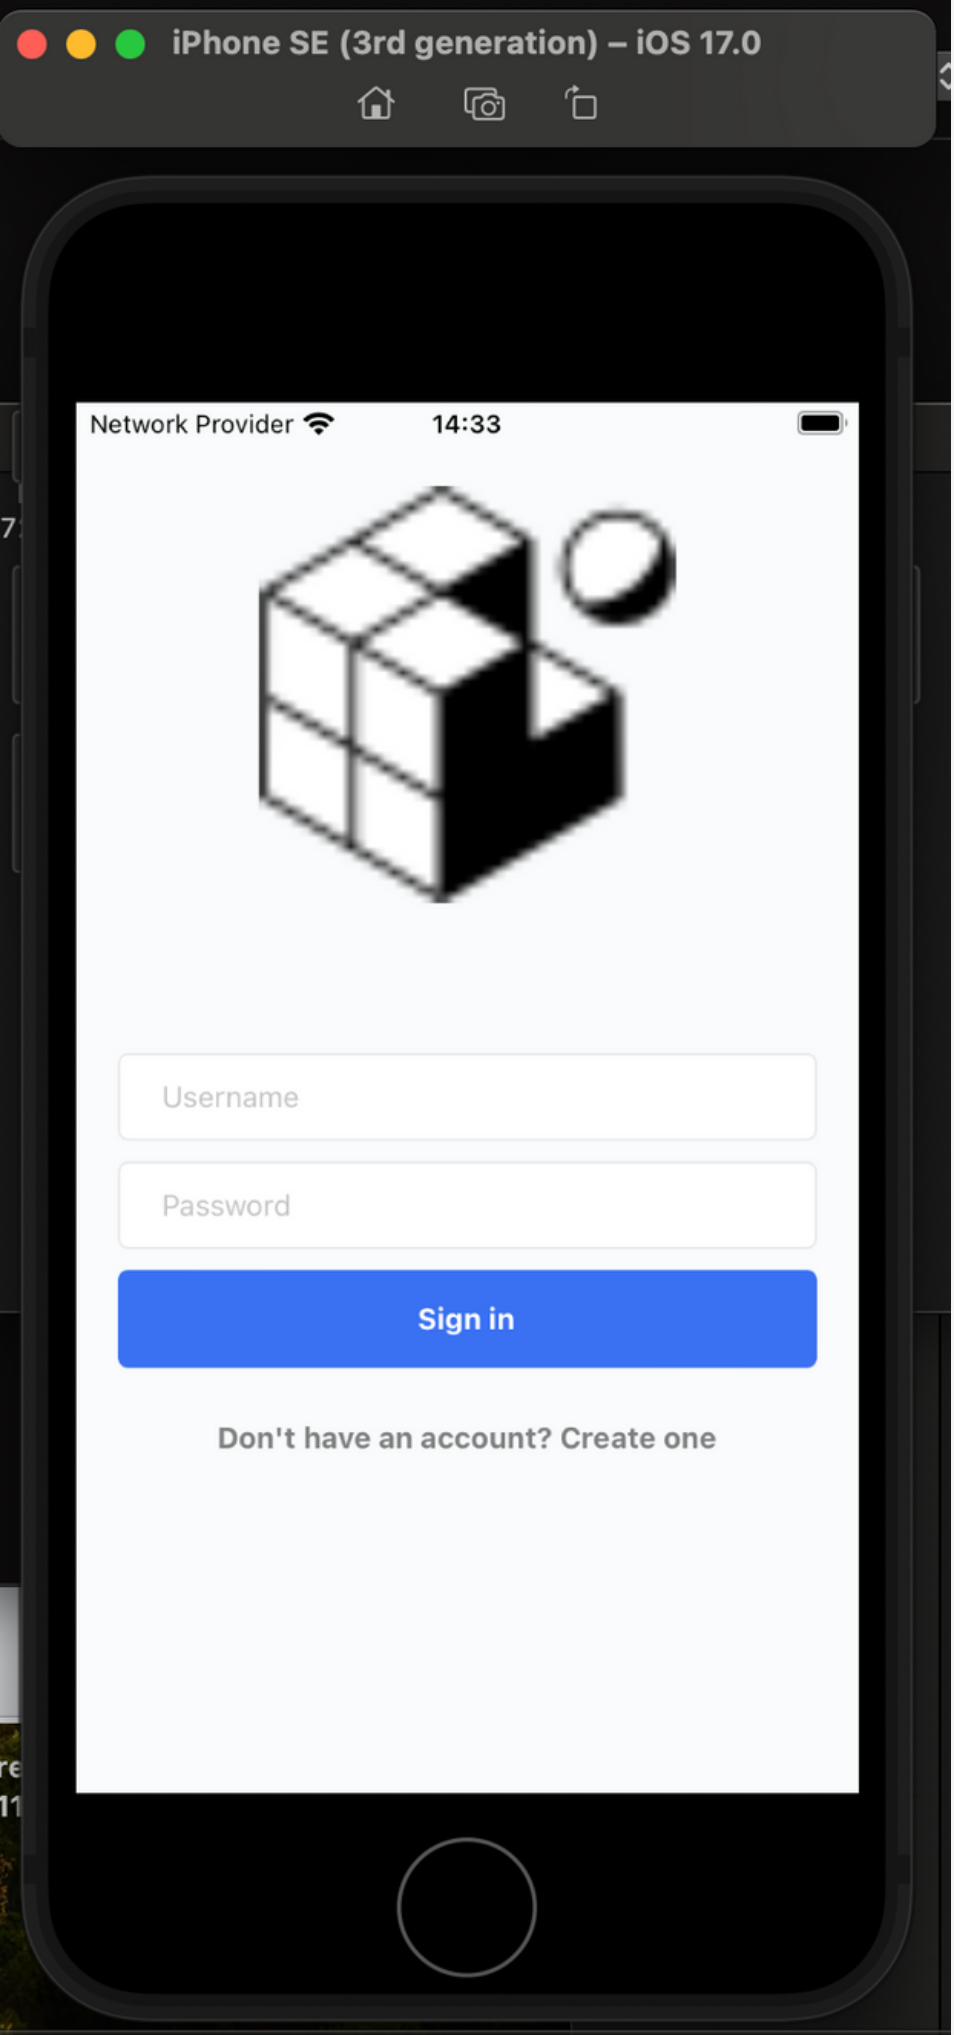 iPhone SE (3rd generation) – iOS 17.0
Network Provider 14:33
Username
Password
Sign in
Don't have an account? Create one